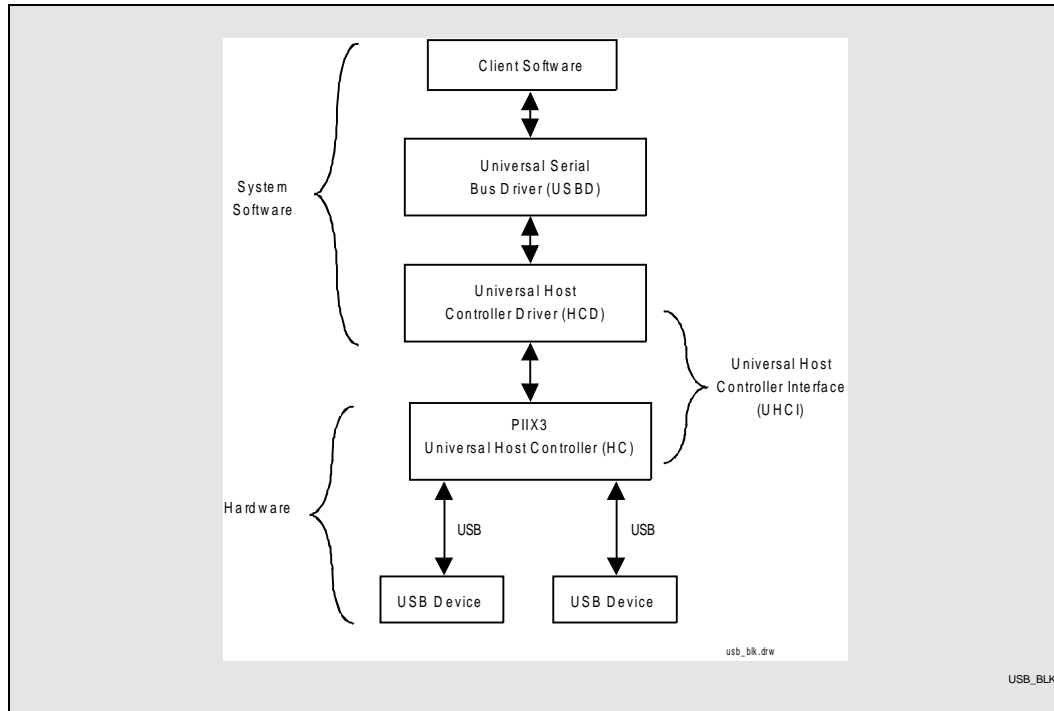 Client Software
Universal Serial
Bus Driver (USBD)
System
Software
Universal Host
Controller Driver (HCD)
Universal Host
Controller Interface
(UHCI)
PIIX3
Universal Host Controller (HC)
Hardware
USB
USB
USB Device
USB Device
usb_blk.drw
USB_BLK